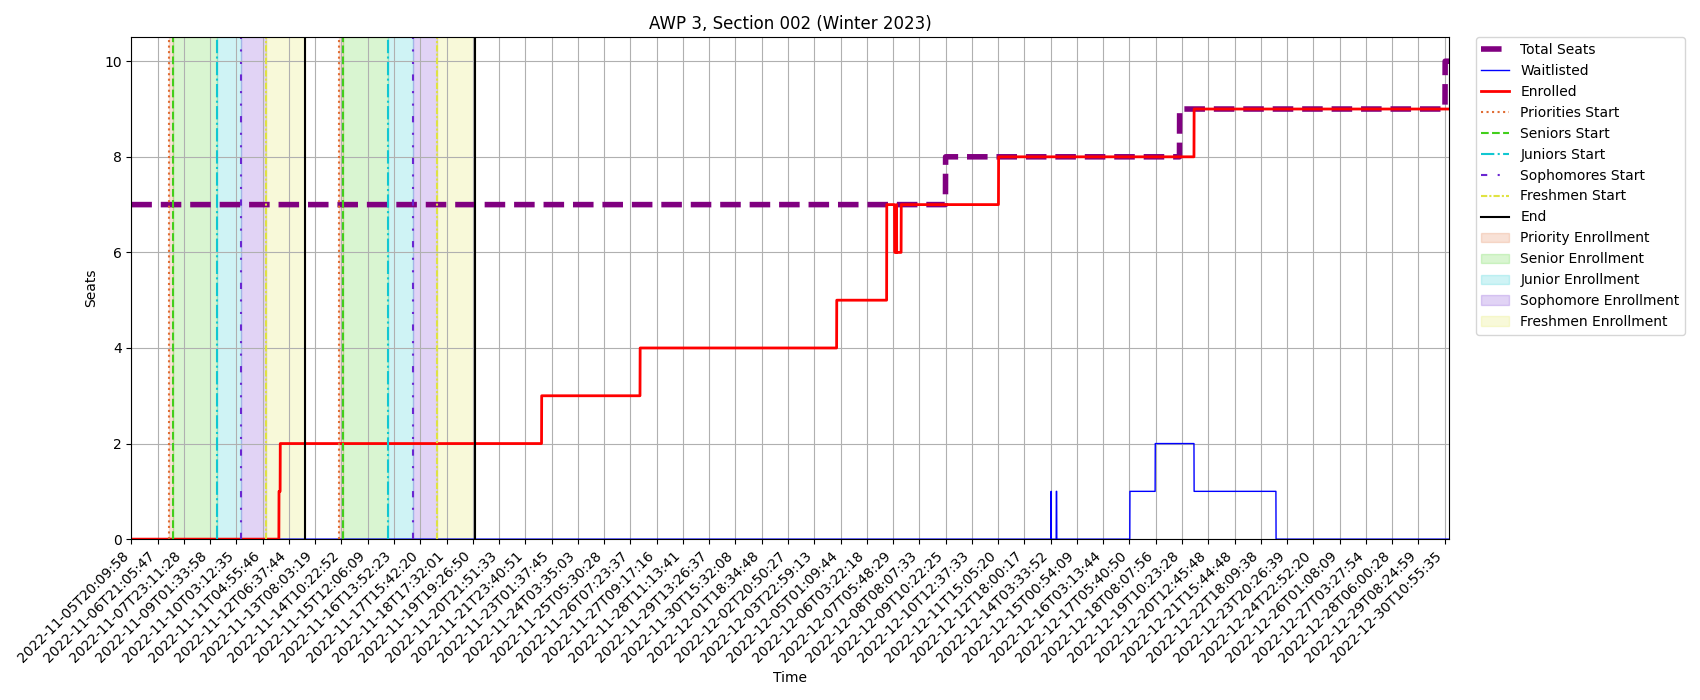 AWP 3, Section 002 (Winter 2023)
Total Seats
Waitlisted
Enrolled
Priorities Start
Seniors Start
Juniors Start
Sophomores Start
Freshmen Start
End
Priority Enrollment
Senior Enrollment
Junior Enrollment
Sophomore Enrollment
Freshmen Enrollment
Seats
10
8
6
4
2
0
2022-11-05T20:09:58
2022-11-06T21:05:47
2022-11-07T23:11:28
2022-11-09T01:33:58
2022-11-10T03:12:35
2022-11-11T04:55:46
2022-11-12T06:37:44
2022-11-13T08:03:19
2022-11-14T10:22:52
2022-11-15T12:06:09
2022-11-16T13:52:23
2022-11-17T15:42:20
2022-11-18T17:32:01
2022-11-19T19:26:50
2022-11-20T21:51:33
2022-11-21T23:40:51
2022-11-23T01:37:45
2022-11-24T03:35:03
2022-11-25T05:30:28
2022-11-26T07:23:37
2022-11-27T09:17:16
2022-11-28T11:13:41
2022-11-29T13:26:37
2022-11-30T15:32:08
2022-12-01T18:34:48
2022-12-02T20:50:27
2022-12-03T22:59:13
2022-12-05T01:09:44
2022-12-06T03:22:18
2022-12-07T05:48:29
2022-12-08T08:07:33
2022-12-09T10:22:25
2022-12-10T12:37:33
2022-12-11T15:05:20
2022-12-12T18:00:17
2022-12-14T03:33:52
2022-12-15T00:54:09
2022-12-16T03:13:44
2022-12-17T05:40:50
2022-12-18T08:07:56
2022-12-19T10:23:28
2022-12-20T12:45:48
2022-12-21T15:44:48
2022-12-22T18:09:38
2022-12-23T20:26:39
2022-12-24T22:52:20
2022-12-26T01:08:09
2022-12-27T03:27:54
2022-12-28T06:00:28
2022-12-29T08:24:59
2022-12-30T10:55:35
Time